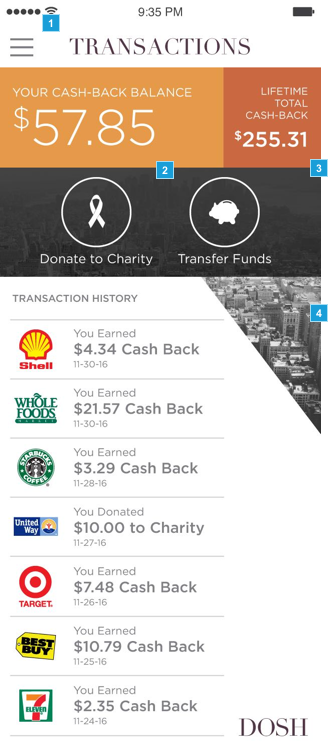 9:35 PM
1
TRANSACTIONS
YOUR CASH-BACK BALANCE
$57.85
LIFETIME
TOTAL
CASH-BACK
$255.31
2
3
Donate to Charity
Transfer Funds
4
TRANSACTION HISTORY
Shell
You Earned
$4.34 Cash Back
11-30-16
WHOLE
FOODS
MARKET
You Earned
$21.57 Cash Back
11-30-16
STARBUCKS
COFFEE
You Earned
$3.29 Cash Back
11-28-16
United
Way
You Donated
$10.00 to Charity
11-27-16
TARGET
You Earned
$7.48 Cash Back
11-26-16
BEST
BUY
You Earned
$10.79 Cash Back
11-25-16
7
ELEVEn
You Earned
$2.35 Cash Back
11-24-16
DOSH